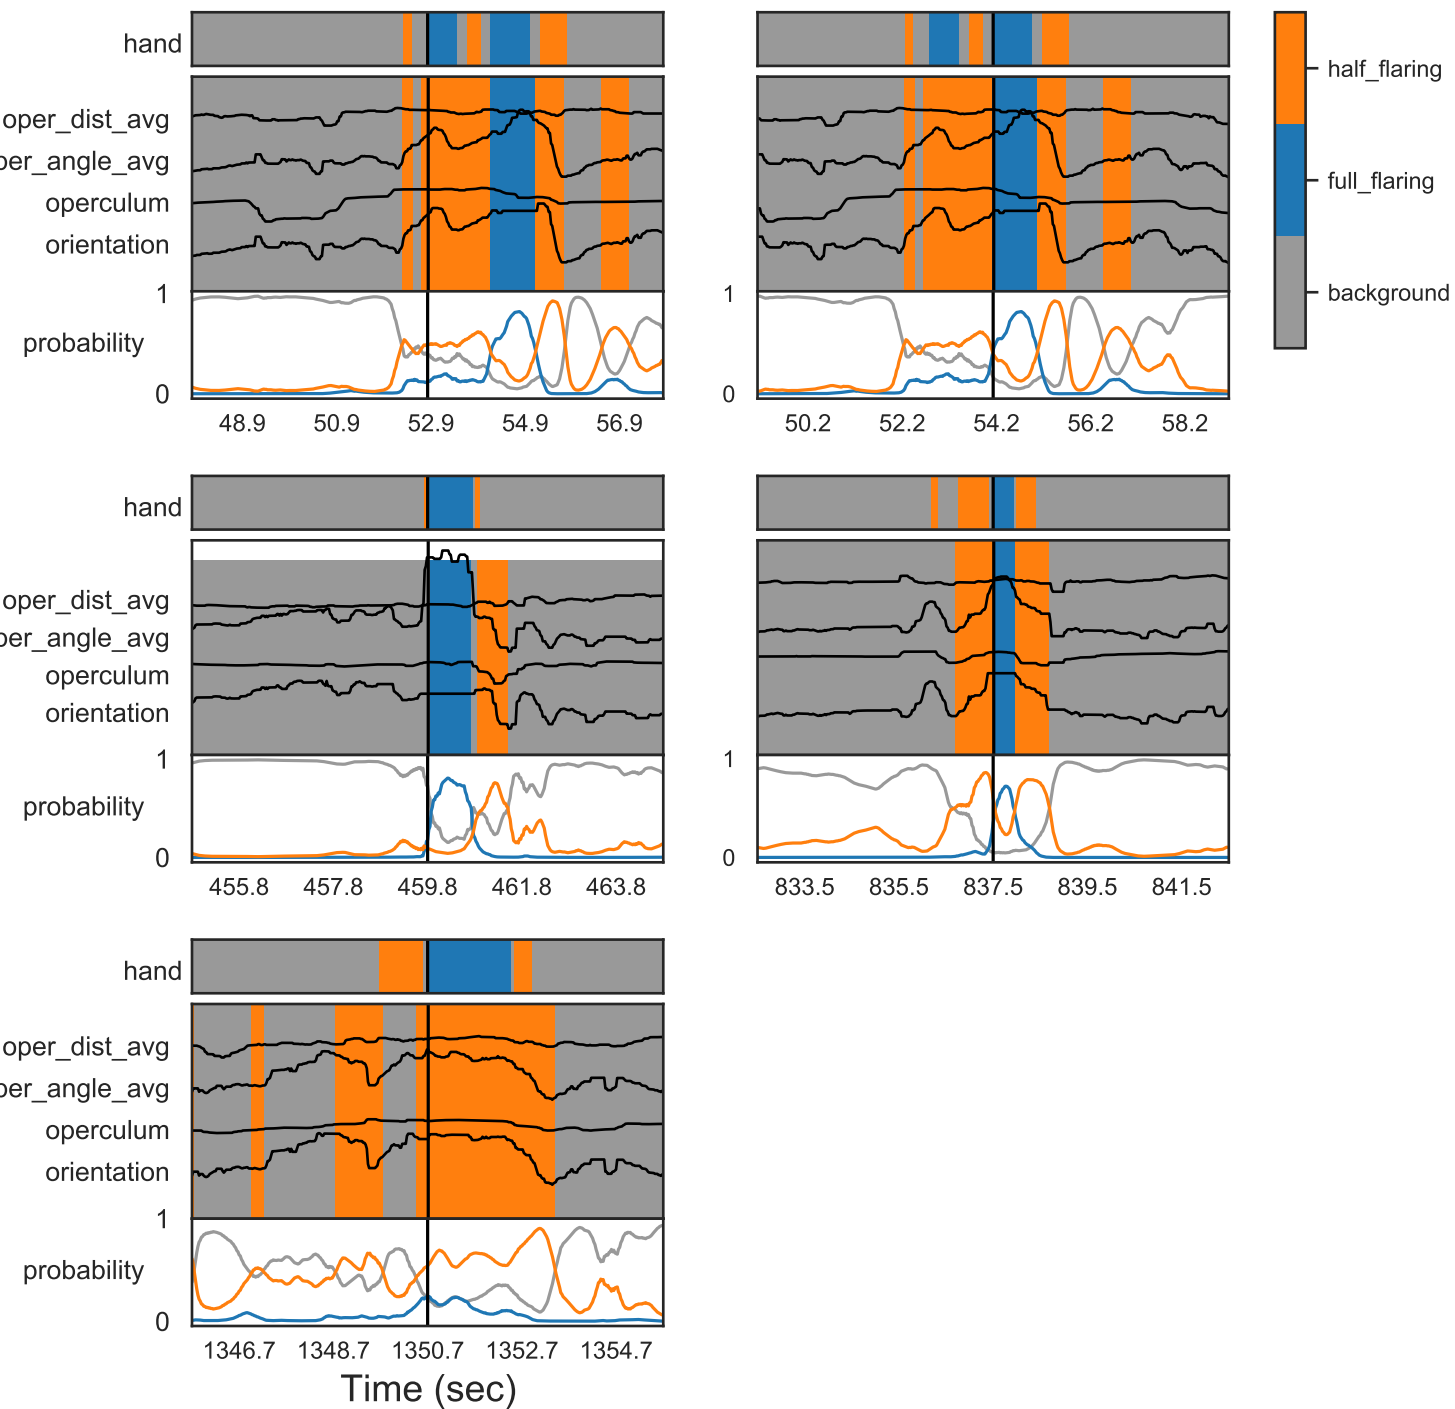 hand
oper_dist_avg
per_angle_avg
operculum
orientation
1
probability
0
48.9 50.9 52.9 54.9 56.9
1
0
50.2 52.2 54.2 56.2 58.2
half_flaring
full_flaring
background
hand
oper_dist_avg
per_angle_avg
operculum
orientation
1
probability
0
455.8 457.8 459.8 461.8 463.8
1
0
833.5 835.5 837.5 839.5 841.5
hand
oper_dist_avg
per_angle_avg
operculum
orientation
1
probability
0
1346.7 1348.7 1350.7 1352.7 1354.7
Time (sec)